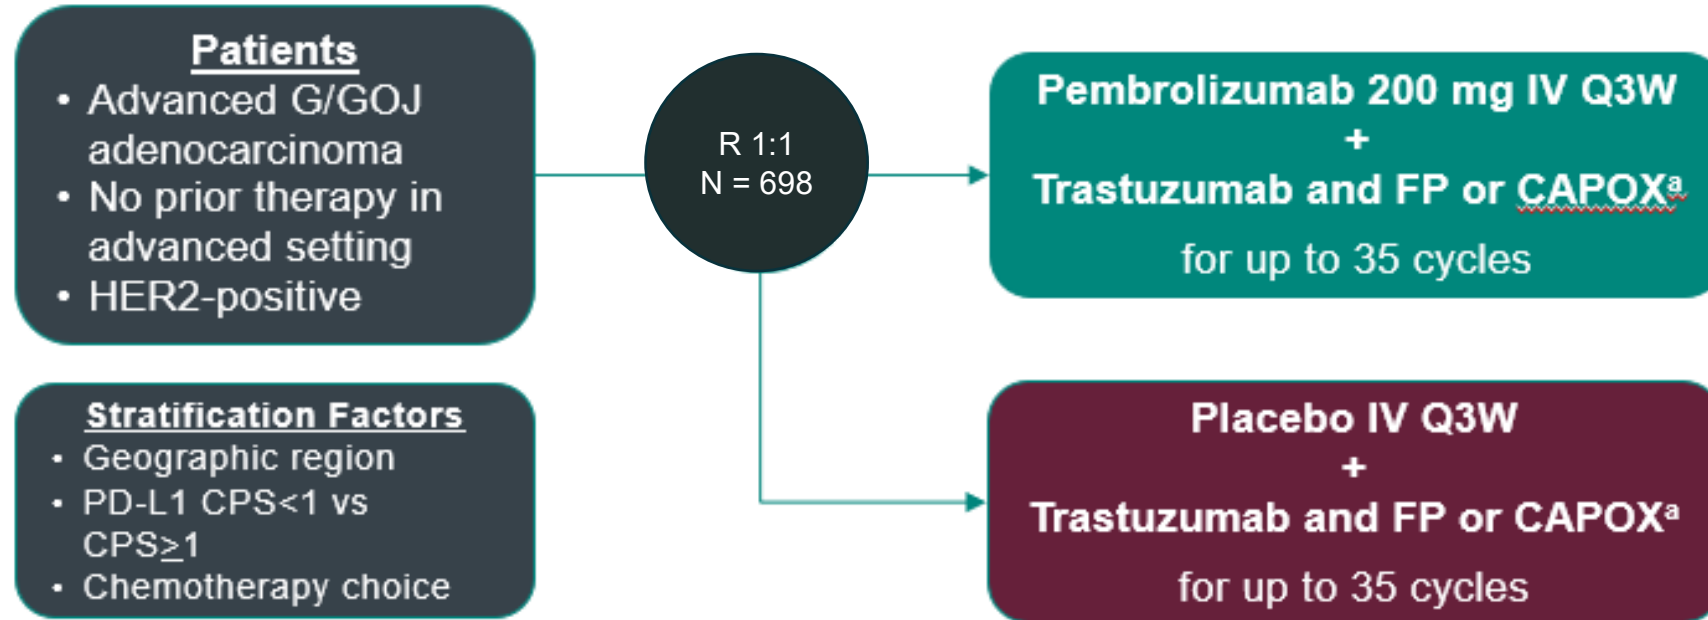 Patients
• Advanced G/GOJ
adenocarcinoma
• No prior therapy in
advanced setting
• HER2-positive
Stratification Factors
• Geographic region
• PD-L1 CPS<1 vs
CPS≥1
• Chemotherapy choice
R 1:1
N = 698
Pembrolizumab 200 mg IV Q3W
+
Trastuzumab and FP or CAPOXᵃ
for up to 35 cycles
Placebo IV Q3W
+
Trastuzumab and FP or CAPOXᵃ
for up to 35 cycles